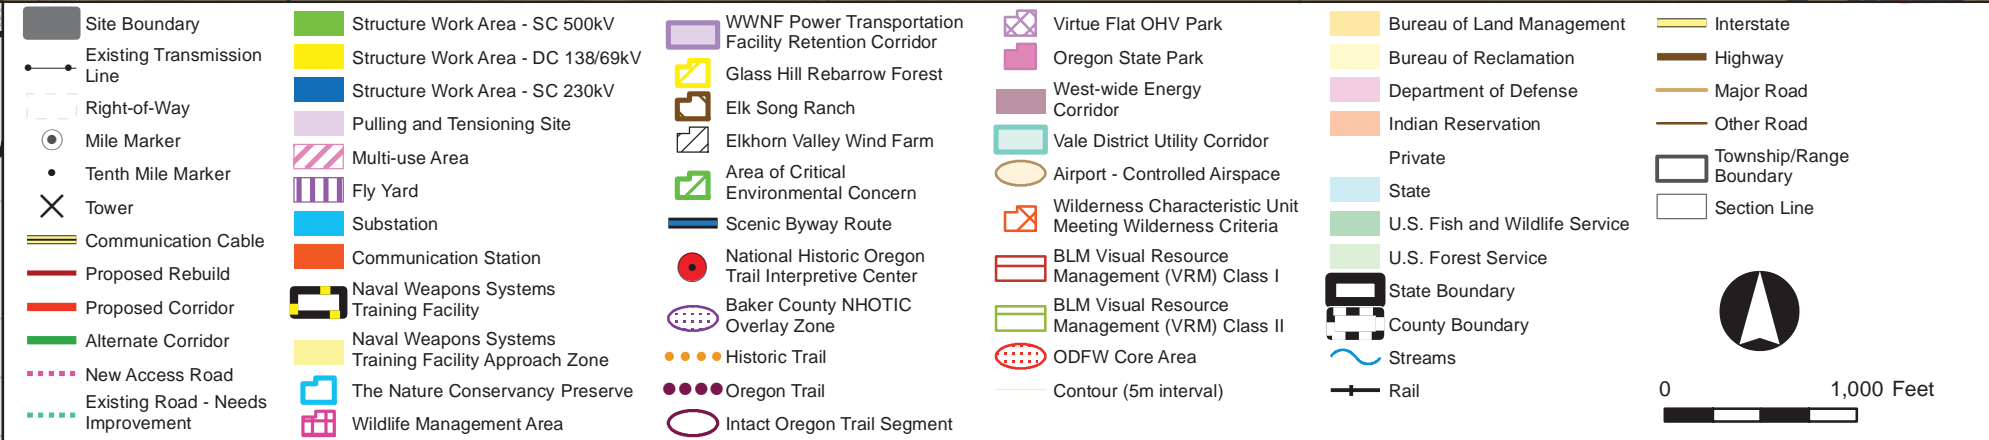 Site Boundary
Existing Transmission
Line
Right-of-Way
Mile Marker
Tenth Mile Marker
Tower
Communication Cable
Proposed Rebuild
Proposed Corridor
Alternate Corridor
New Access Road
Existing Road - Needs
Improvement
Structure Work Area - SC 500kV
Structure Work Area - DC 138/69kV
Structure Work Area - SC 230kV
Pulling and Tensioning Site
Multi-use Area
Fly Yard
Substation
Communication Station
Naval Weapons Systems
Training Facility
Naval Weapons Systems
Training Facility Approach Zone
The Nature Conservancy Preserve
Wildlife Management Area
WWNF Power Transportation
Facility Retention Corridor
Glass Hill Rebarrow Forest
Elk Song Ranch
Elkhorn Valley Wind Farm
Area of Critical
Environmental Concern
Scenic Byway Route
National Historic Oregon
Trail Interpretive Center
Baker County NHOTIC
Overlay Zone
Historic Trail
Oregon Trail
Intact Oregon Trail Segment
Virtue Flat OHV Park
Oregon State Park
West-wide Energy
Corridor
Vale District Utility Corridor
Airport - Controlled Airspace
Wilderness Characteristic Unit
Meeting Wilderness Criteria
BLM Visual Resource
Management (VRM) Class I
BLM Visual Resource
Management (VRM) Class II
ODFW Core Area
Contour (5m interval)
Bureau of Land Management
Bureau of Reclamation
Department of Defense
Indian Reservation
Private
State
U.S. Fish and Wildlife Service
U.S. Forest Service
State Boundary
County Boundary
Streams
Rail
Interstate
Highway
Major Road
Other Road
Township/Range
Boundary
Section Line
0 1,000 Feet